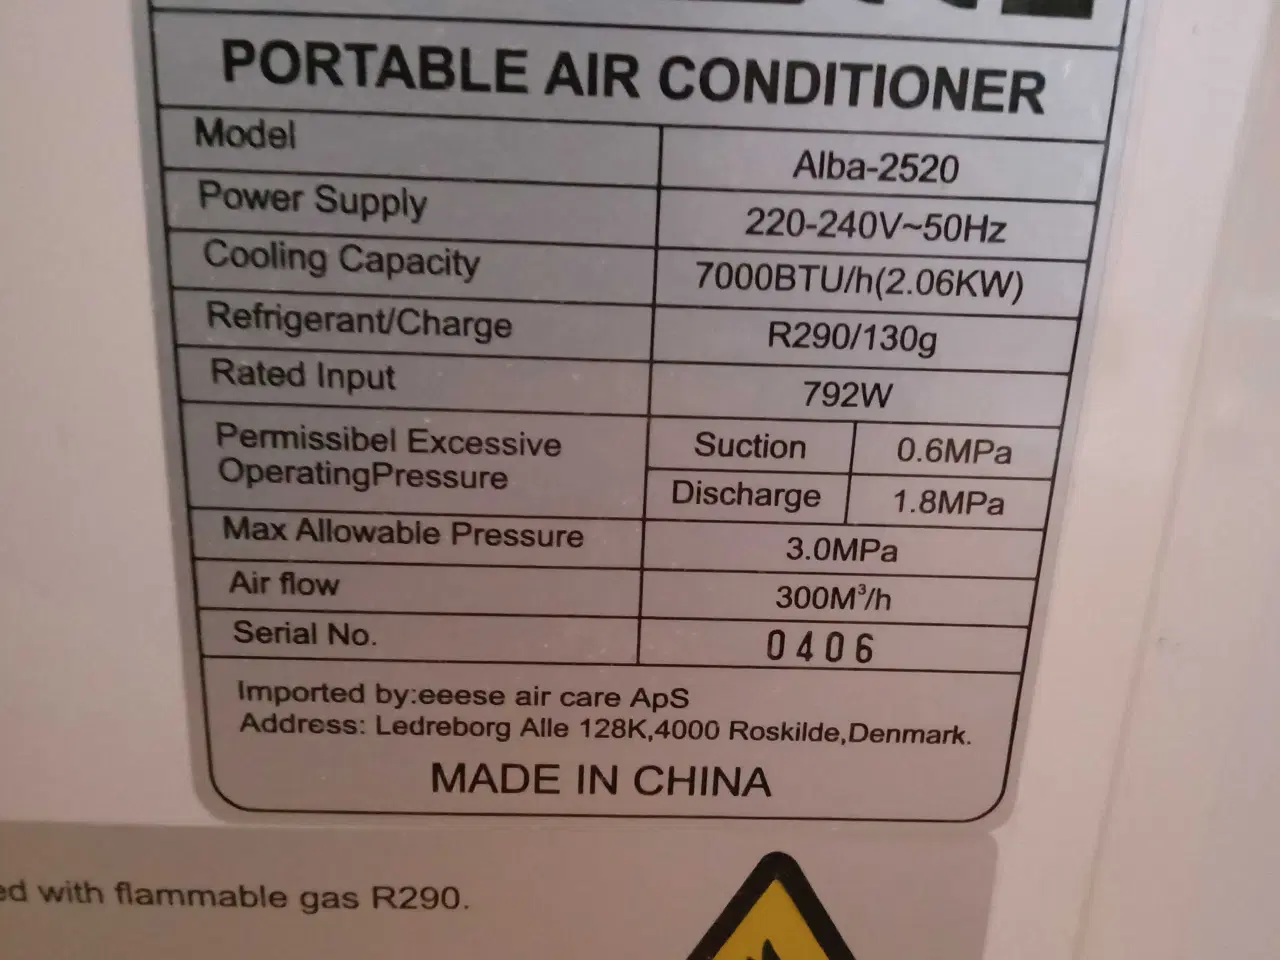 PORTABLE AIR CONDITIONER
Model Alba-2520
Power Supply 220-240V~50Hz
Cooling Capacity 7000BTU/h(2.06KW)
Refrigerant/Charge R290/130g
Rated Input 792W
Permissibel Excessive
OperatingPressure
Suction 0.6MPa
Discharge 1.8MPa
Max Allowable Pressure 3.0MPa
Air flow 300M³/h
Serial No. 0406
Imported by:eeese air care ApS
Address: Ledreborg Alle 128K,4000 Roskilde,Denmark.
MADE IN CHINA
with flammable gas R290.